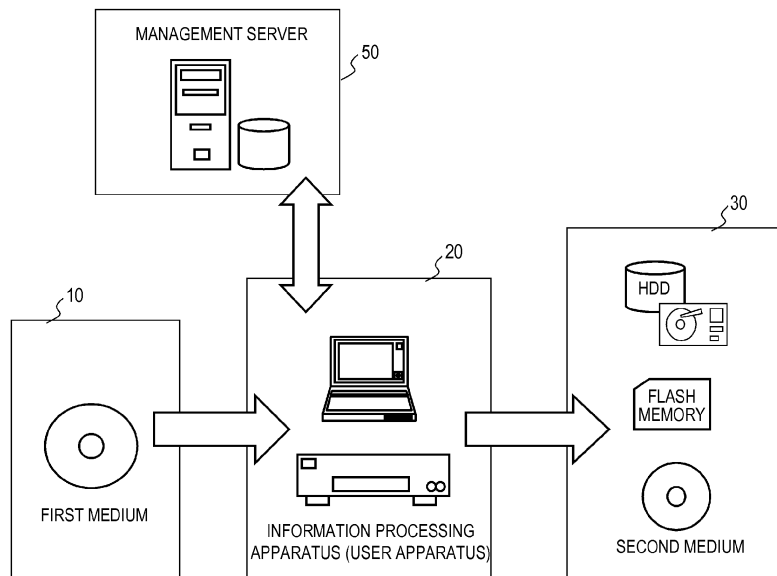 MANAGEMENT SERVER
50
30
20
HDD
10
FLASH
MEMORY
FIRST MEDIUM
INFORMATION PROCESSING
APPARATUS (USER APPARATUS)
SECOND MEDIUM